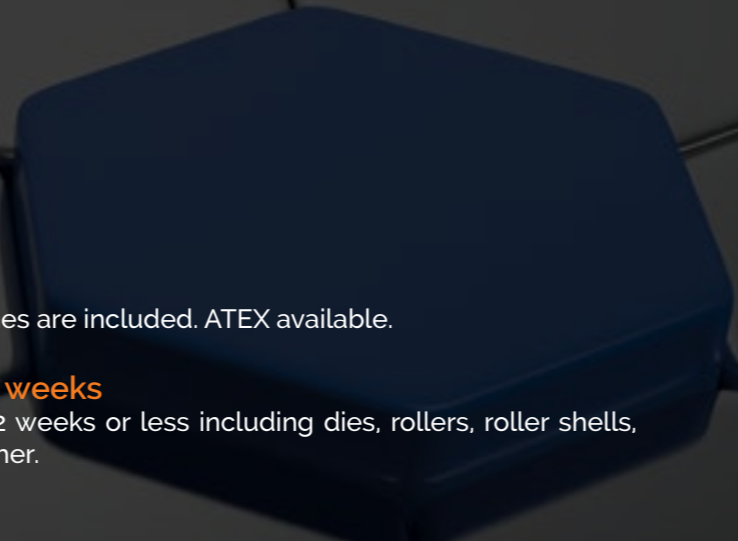 es are included. ATEX available.
weeks
2 weeks or less including dies, rollers, roller shells,
ner.